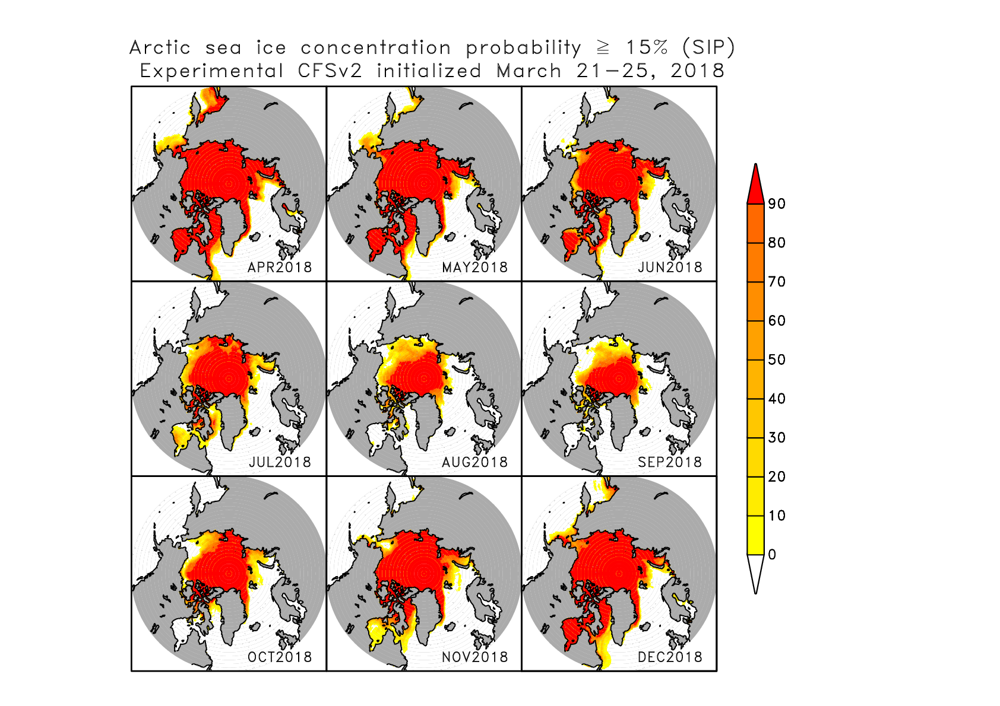 Arctic sea ice concentration probability ≧ 15% (SIP)
Experimental CFSv2 initialized March 21-25, 2018
APR2018
MAY2018
JUN2018
JUL2018
AUG2018
SEP2018
OCT2018
NOV2018
DEC2018
90
80
70
60
50
40
30
20
10
0